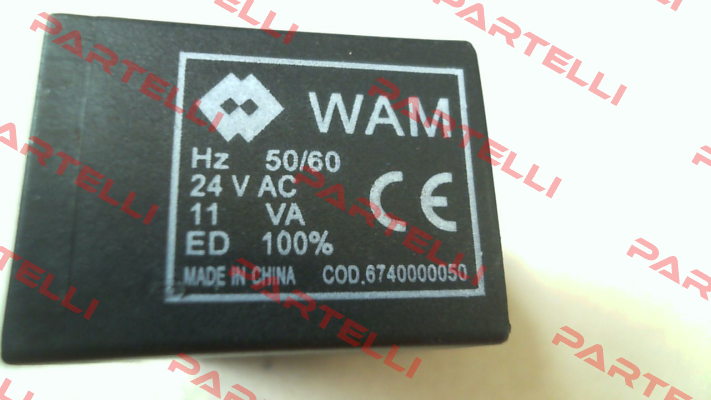 WAM
Hz 50/60
24 V AC
11 VA
ED 100%
CE
MADE IN CHINA COD.6740000050
PARTELLI
PARTELLI
PARTELLI
PARTELLI
PARTELLI
PARTELLI
PARTELLI
PARTELLI
PARTELLI